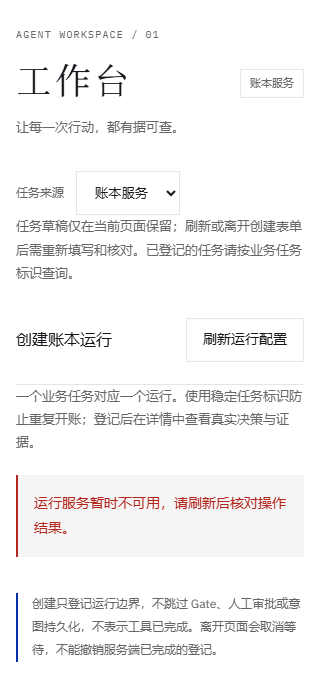 AGENT WORKSPACE / 01
工作台
账本服务
让每一次行动，都有据可查。
任务来源
账本服务
任务草稿仅在当前页面保留；刷新或离开创建表单
后需重新填写和核对。已登记的任务请按业务任务
标识查询。
创建账本运行
刷新运行配置
一个业务任务对应一个运行。使用稳定任务标识防
止重复开账；登记后在详情中查看真实决策与证
据。
运行服务暂时不可用，请刷新后核对操作
结果。
创建只登记运行边界，不跳过 Gate、人工审批或意
图持久化，不表示工具已完成。离开页面会取消等
待，不能撤销服务端已完成的登记。